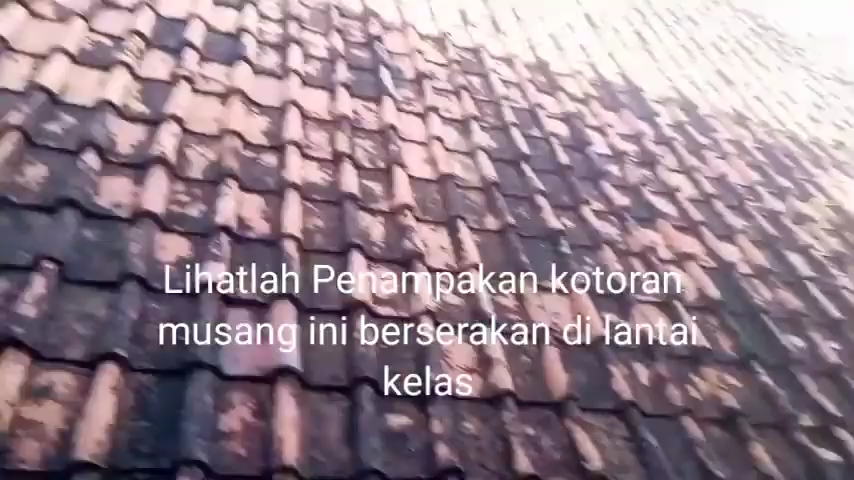 Lihatlah Penampakan kotoran
musang ini berserakan di lantai
kelas